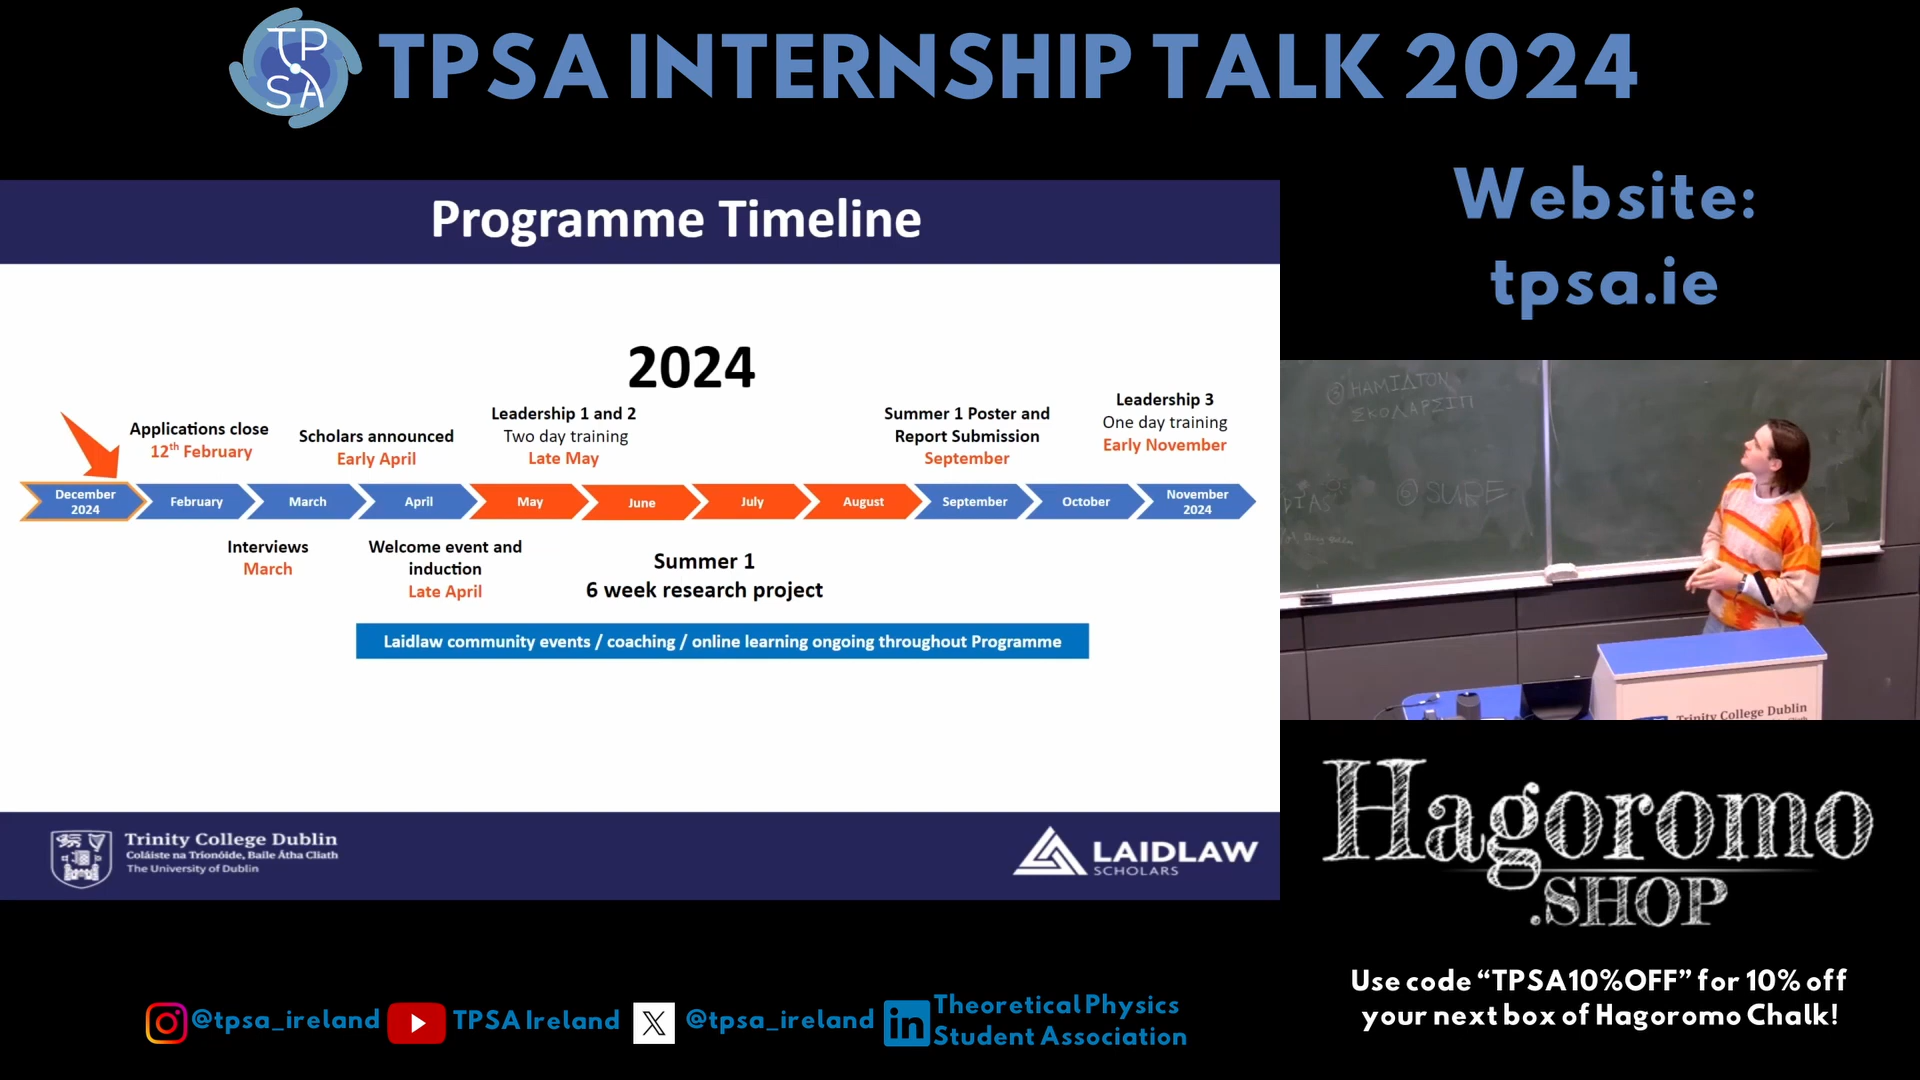 TP
SA
TPSA INTERNSHIP TALK 2024
Website:
tpsa.ie
Programme Timeline
2024
Applications close
12th February
Scholars announced
Early April
Leadership 1 and 2
Two day training
Late May
Summer 1 Poster and
Report Submission
September
Leadership 3
One day training
Early November
December
2024
February
March
April
May
June
July
August
September
October
November
2024
Interviews
March
Welcome event and
induction
Late April
Summer 1
6 week research project
Laidlaw community events / coaching / online learning ongoing throughout Programme
Trinity College Dublin
Coláiste na Tríonóide, Baile Átha Cliath
The University of Dublin
LAIDLAW
SCHOLARS
ΗΑΜΙΛΤΟΝ
ΣΚΟΛΑΡΣΙΠ
SURE
Trinity College Dublin
Hagoromo
.SHOP
Use code “TPSA10%OFF” for 10% off
your next box of Hagoromo Chalk!
@tpsa_ireland
TPSA Ireland
X
@tpsa_ireland
in
Theoretical Physics
Student Association